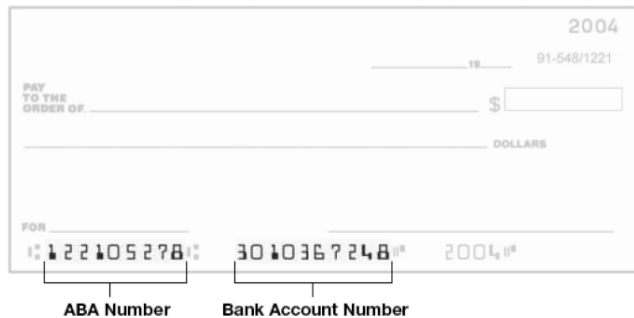 2004
19 91-548/1221
PAY
TO THE
ORDER OF $
DOLLARS
FOR
⑆122105278⑆ 3010367248⑈ 2004⑈
ABA Number Bank Account Number